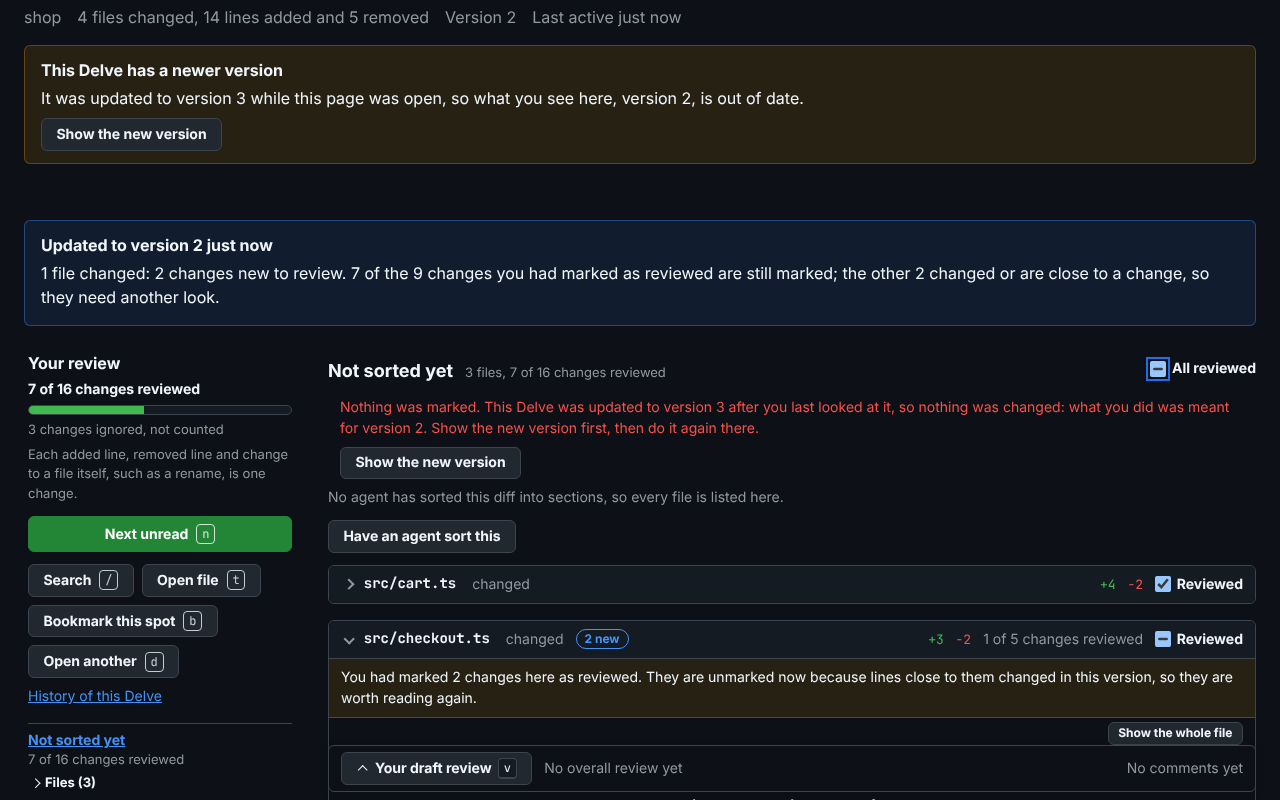 shop 4 files changed, 14 lines added and 5 removed Version 2 Last active just now
This Delve has a newer version
It was updated to version 3 while this page was open, so what you see here, version 2, is out of date.
Show the new version
Updated to version 2 just now
1 file changed: 2 changes new to review. 7 of the 9 changes you had marked as reviewed are still marked; the other 2 changed or are close to a change, so
they need another look.
Your review
7 of 16 changes reviewed
3 changes ignored, not counted
Each added line, removed line and change
to a file itself, such as a rename, is one
change.
Next unread n
Search /
Open file t
Bookmark this spot b
Open another d
History of this Delve
Not sorted yet
7 of 16 changes reviewed
Files (3)
Not sorted yet 3 files, 7 of 16 changes reviewed
All reviewed
Nothing was marked. This Delve was updated to version 3 after you last looked at it, so nothing was changed: what you did was meant
for version 2. Show the new version first, then do it again there.
Show the new version
No agent has sorted this diff into sections, so every file is listed here.
Have an agent sort this
src/cart.ts changed +4 -2 Reviewed
src/checkout.ts changed 2 new +3 -2 1 of 5 changes reviewed Reviewed
You had marked 2 changes here as reviewed. They are unmarked now because lines close to them changed in this version, so they are
worth reading again.
Show the whole file
Your draft review v No overall review yet No comments yet